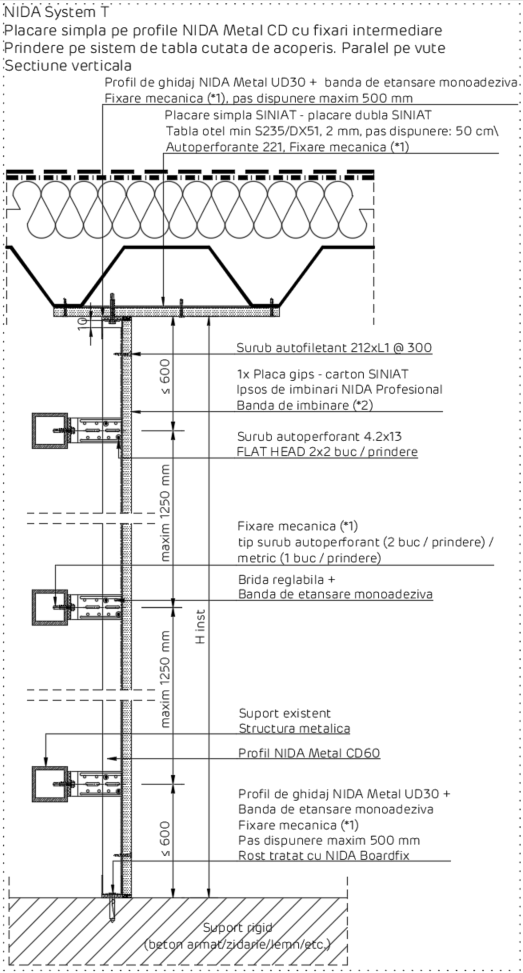 NIDA System T
Placare simpla pe profile NIDA Metal CD cu fixari intermediare
Prindere pe sistem de tabla cutata de acoperis. Paralel pe vute
Sectiune verticala
Profil de ghidaj NIDA Metal UD30 + banda de etansare monoadeziva
Fixare mecanica (*1), pas dispunere maxim 500 mm
Placare simpla SINIAT - placare dubla SINIAT
Tabla otel min S235/DX51, 2 mm, pas dispunere: 50 cm\
Autoperforante 221, Fixare mecanica (*1)
10
≤ 600
Surub autofiletant 212xL1 @ 300
1x Placa gips - carton SINIAT
Ipsos de imbinari NIDA Profesional
Banda de imbinare (*2)
Surub autoperforant 4.2x13
FLAT HEAD 2x2 buc / prindere
maxim 1250 mm
Fixare mecanica (*1)
tip surub autoperforant (2 buc / prindere) /
metric (1 buc / prindere)
Brida reglabila +
Banda de etansare monoadeziva
H inst
maxim 1250 mm
Suport existent
Structura metalica
Profil NIDA Metal CD60
Profil de ghidaj NIDA Metal UD30 +
Banda de etansare monoadeziva
Fixare mecanica (*1)
Pas dispunere maxim 500 mm
Rost tratat cu NIDA Boardfix
≤ 600
Suport rigid
(beton armat/zidarie/lemn/etc.)